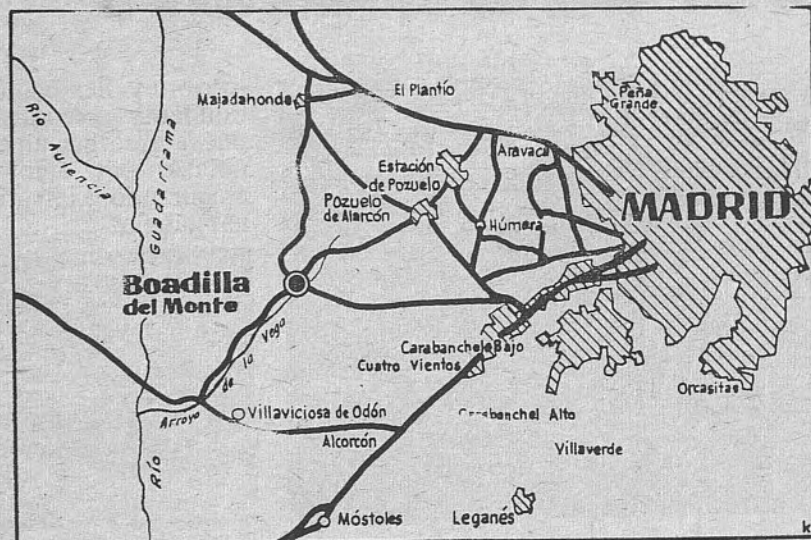 El Plantío
Majadahonda
Peña
Grande
Río Aulencia
Guadarrama
Aravaca
Estación
de Pozuelo
Pozuelo
de Alarcón
MADRID
Húmera
Boadilla
del Monte
Arroyo de la Vega
Carabanchel Bajo
Cuatro Vientos
Orcasitas
Villaviciosa de Odón
Carabanchel Alto
Alcorcón
Villaverde
Río
Móstoles
Leganés
k